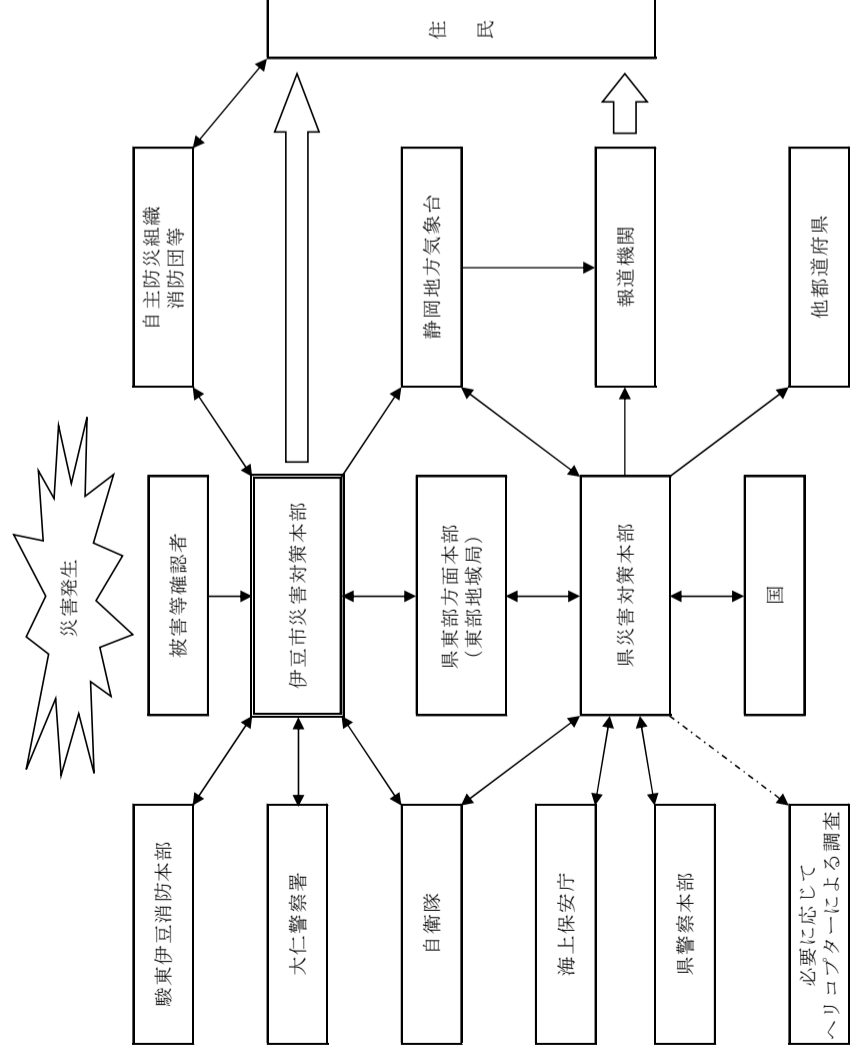 災害発生
駿東伊豆消防本部
被害等確認者
自主防災組織
消防団等
大仁警察署
伊豆市災害対策本部
住　民
自衛隊
県東部方面本部
（東部地域局）
静岡地方気象台
海上保安庁
県災害対策本部
報道機関
県警察本部
必要に応じて
ヘリコプターによる調査
国
他都道府県